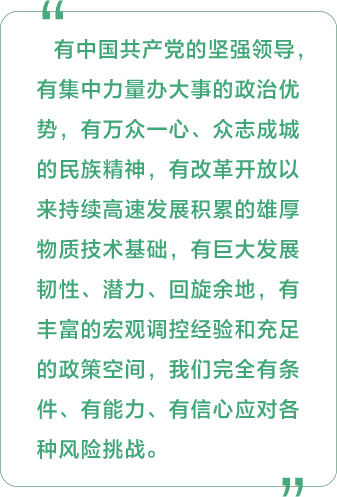 “
有中国共产党的坚强领导，
有集中力量办大事的政治优
势，有万众一心、众志成城
的民族精神，有改革开放以
来持续高速发展积累的雄厚
物质技术基础，有巨大发展
韧性、潜力、回旋余地，有
丰富的宏观调控经验和充足
的政策空间，我们完全有条
件、有能力、有信心应对各
种风险挑战。
”